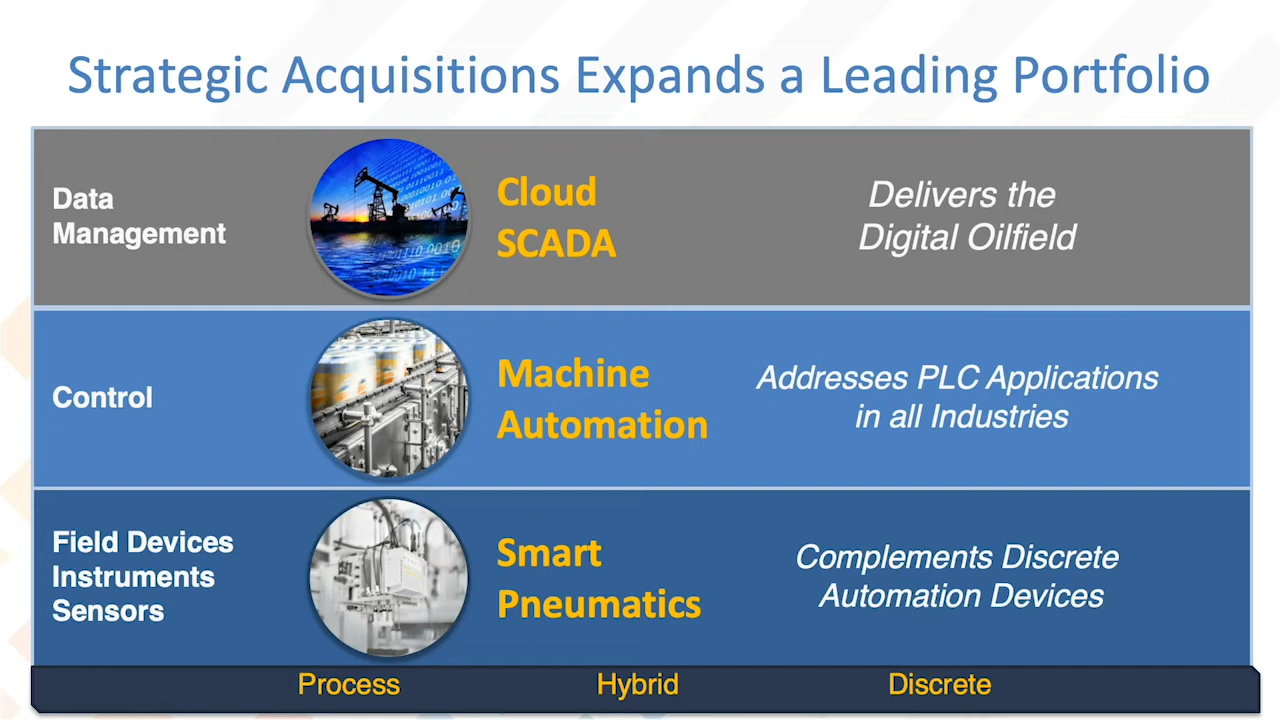 Strategic Acquisitions Expands a Leading Portfolio
Data
Management
Cloud
SCADA
Delivers the
Digital Oilfield
Control
Machine
Automation
Addresses PLC Applications
in all Industries
Field Devices
Instruments
Sensors
Smart
Pneumatics
Complements Discrete
Automation Devices
Process
Hybrid
Discrete